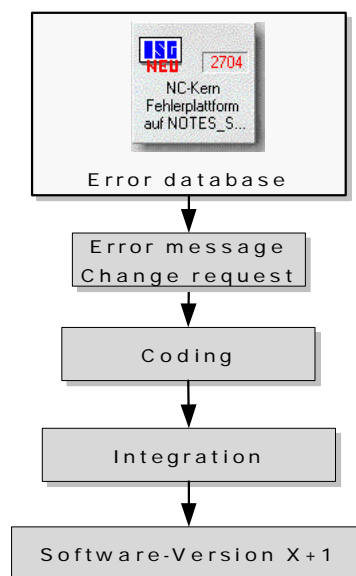 ISG
NEU
2704
NC-Kern
Fehlerplattform
auf NOTES_S...
Error database
Error message
Change request
Coding
Integration
Software-Version X+1